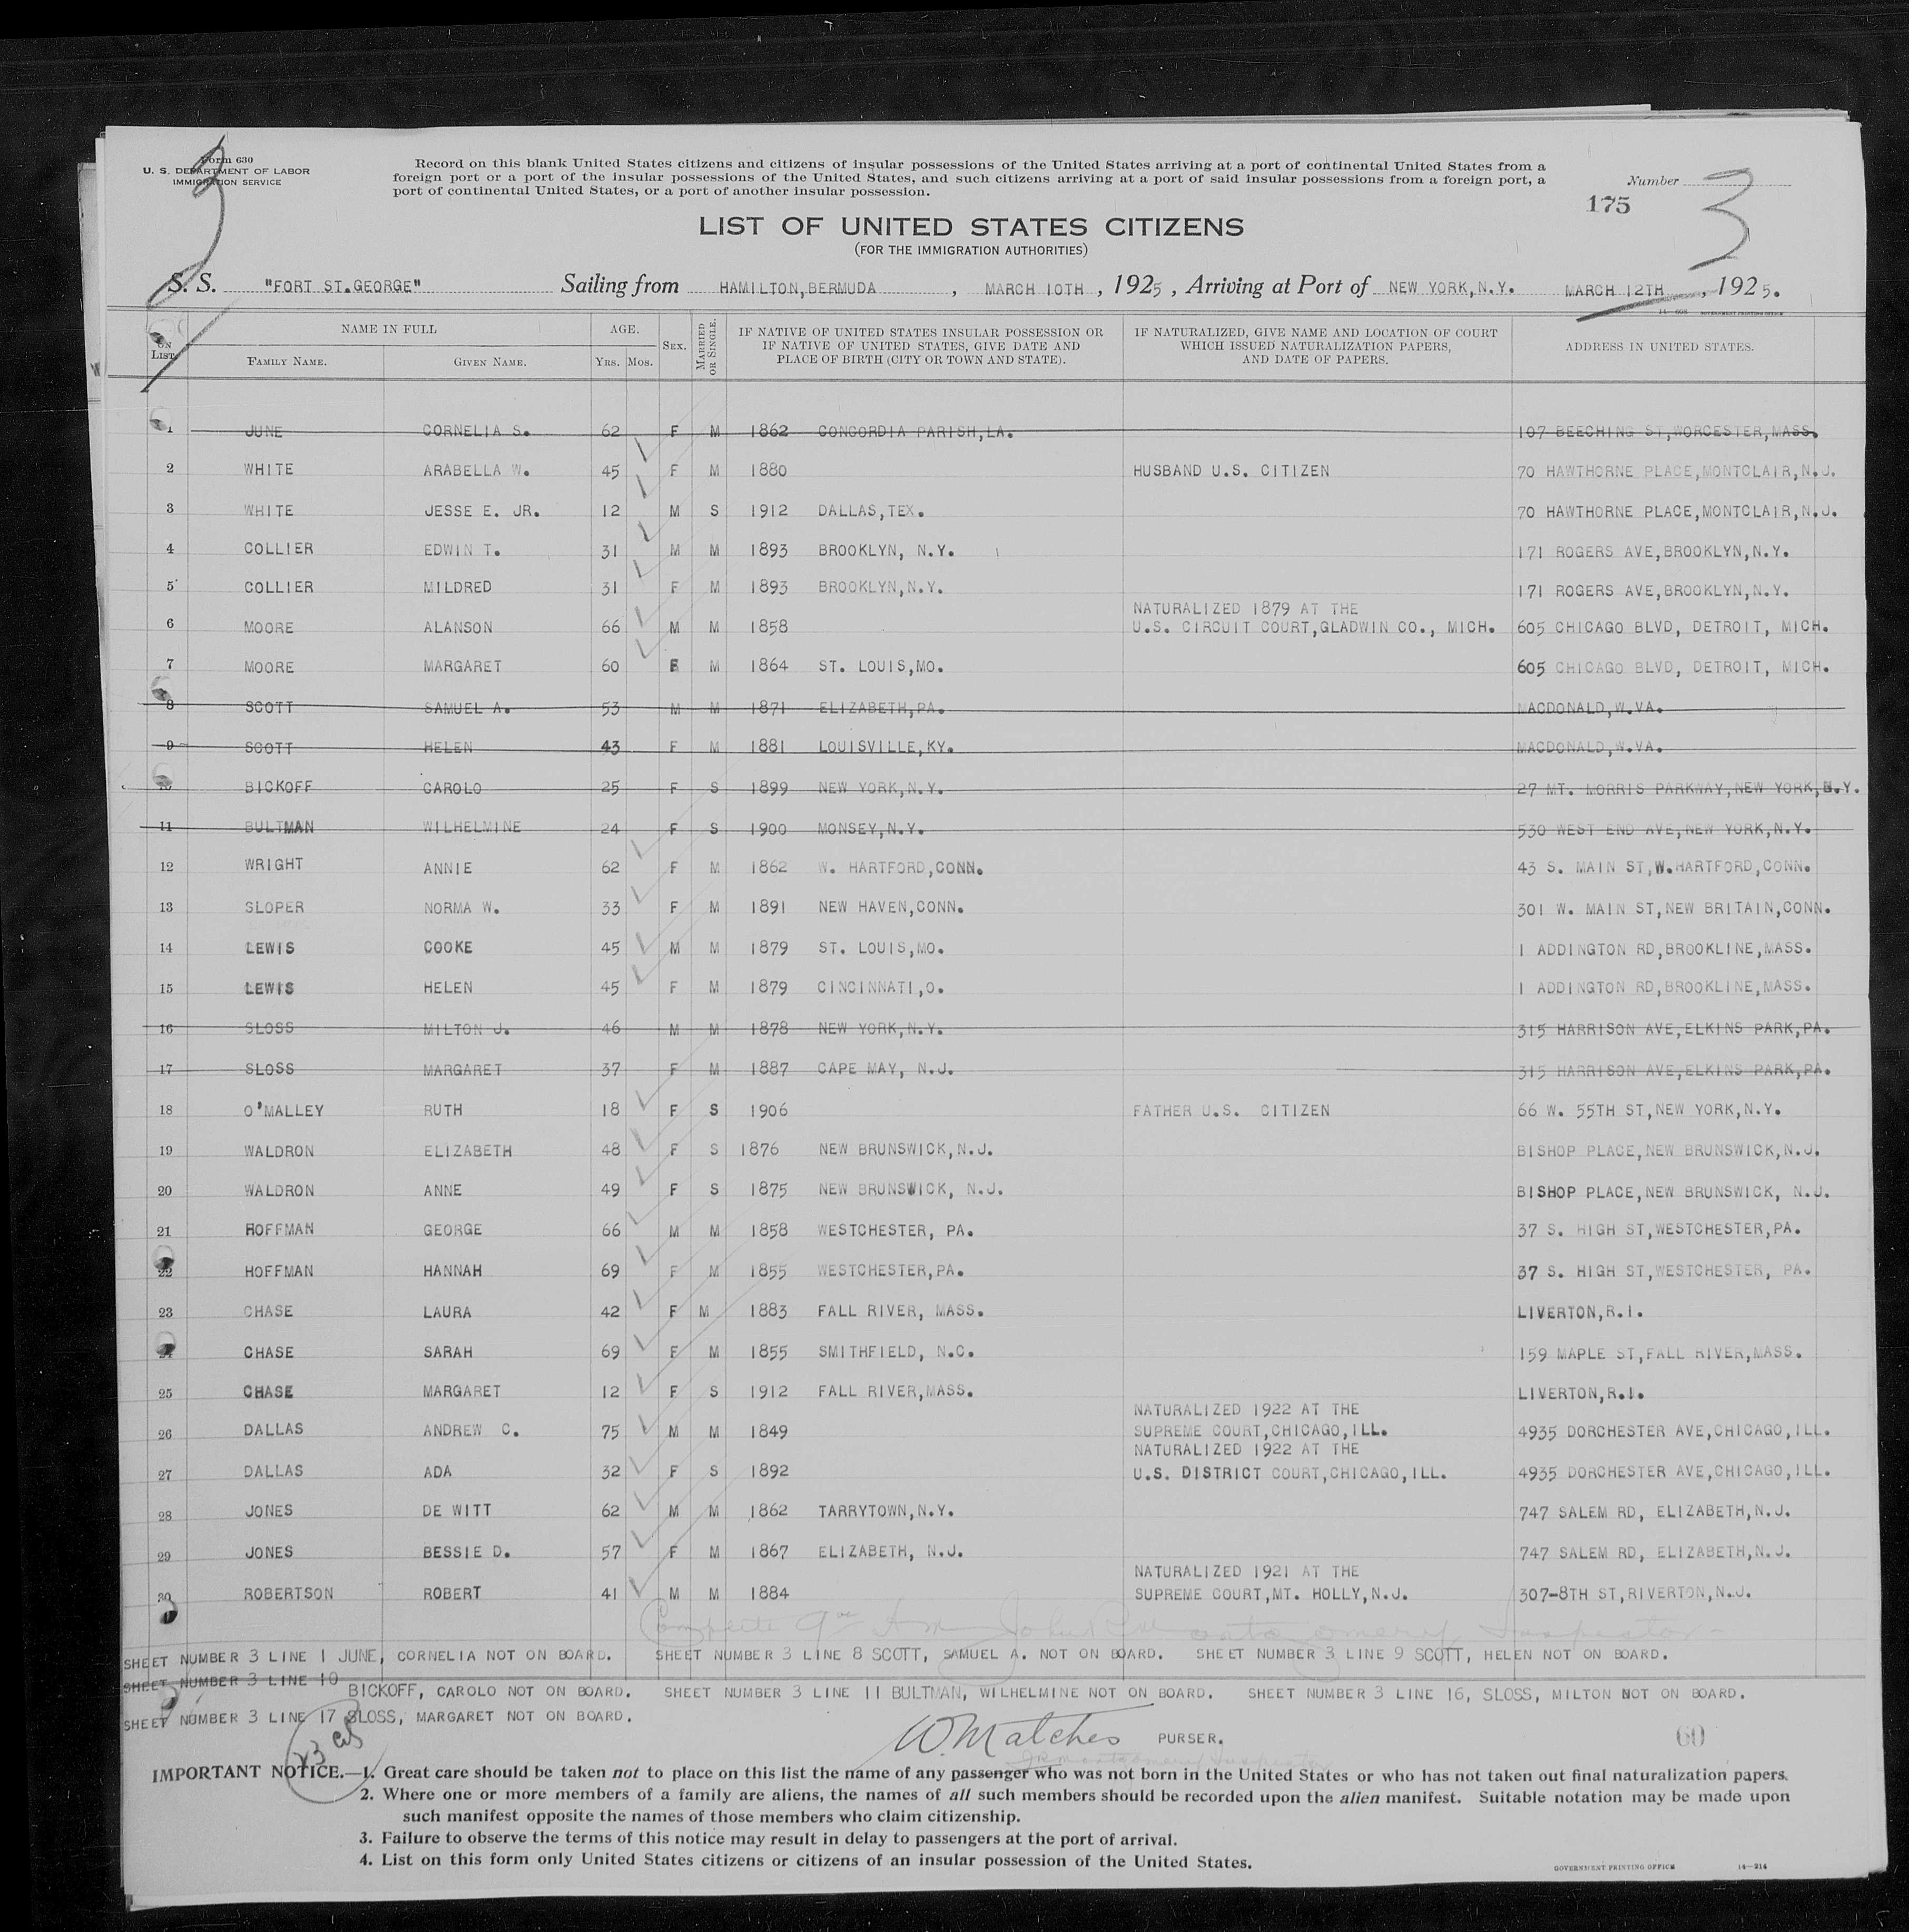 Form 630
U. S. DEPARTMENT OF LABOR
IMMIGRATION SERVICE
Record on this blank United States citizens and citizens of insular possessions of the United States arriving at a port of continental United States from a
foreign port or a port of the insular possessions of the United States, and such citizens arriving at a port of said insular possessions from a foreign port, a
port of continental United States, or a port of another insular possession.
Number 3
175
LIST OF UNITED STATES CITIZENS
(FOR THE IMMIGRATION AUTHORITIES)
S. S. "FORT ST.GEORGE" Sailing from HAMILTON,BERMUDA , MARCH 10TH , 1925 , Arriving at Port of NEW YORK,N.Y. MARCH 12TH , 1925.
ON LIST. NAME IN FULL AGE. SEX. MARRIED OR SINGLE. IF NATIVE OF UNITED STATES INSULAR POSSESSION OR IF NATIVE OF UNITED STATES, GIVE DATE AND PLACE OF BIRTH (CITY OR TOWN AND STATE). IF NATURALIZED, GIVE NAME AND LOCATION OF COURT WHICH ISSUED NATURALIZATION PAPERS, AND DATE OF PAPERS. ADDRESS IN UNITED STATES.
FAMILY NAME. GIVEN NAME. YRS. MOS.
1 JUNE CORNELIA S. 62 F M 1862 CONCORDIA PARISH,LA. 107 BEECHING ST,WORCESTER,MASS.
2 WHITE ARABELLA W. 45 F M 1880 HUSBAND U.S. CITIZEN 70 HAWTHORNE PLACE,MONTCLAIR,N.J.
3 WHITE JESSE E. JR. 12 M S 1912 DALLAS,TEX. 70 HAWTHORNE PLACE,MONTCLAIR,N.J.
4 COLLIER EDWIN T. 31 M M 1893 BROOKLYN, N.Y. 171 ROGERS AVE,BROOKLYN,N.Y.
5 COLLIER MILDRED 31 F M 1893 BROOKLYN,N.Y. 171 ROGERS AVE,BROOKLYN,N.Y.
NATURALIZED 1879 AT THE
6 MOORE ALANSON 66 M M 1858 U.S. CIRCUIT COURT,GLADWIN CO., MICH. 605 CHICAGO BLVD, DETROIT, MICH.
7 MOORE MARGARET 60 F M 1864 ST. LOUIS,MO. 605 CHICAGO BLVD, DETROIT, MICH.
8 SCOTT SAMUEL A. 53 M M 1871 ELIZABETH,PA. MACDONALD,W.VA.
9 SCOTT HELEN 43 F M 1881 LOUISVILLE,KY. MACDONALD,W.VA.
10 BICKOFF CAROLO 25 F S 1899 NEW YORK,N.Y. 27 MT. MORRIS PARKWAY,NEW YORK,N.Y.
11 BULTMAN WILHELMINE 24 F S 1900 MONSEY,N.Y. 530 WEST END AVE,NEW YORK,N.Y.
12 WRIGHT ANNIE 62 F M 1862 W. HARTFORD,CONN. 43 S. MAIN ST,W.HARTFORD,CONN.
13 SLOPER NORMA W. 33 F M 1891 NEW HAVEN,CONN. 301 W. MAIN ST,NEW BRITAIN,CONN.
14 LEWIS COOKE 45 M M 1879 ST. LOUIS,MO. 1 ADDINGTON RD,BROOKLINE,MASS.
15 LEWIS HELEN 45 F M 1879 CINCINNATI,O. 1 ADDINGTON RD,BROOKLINE,MASS.
16 SLOSS MILTON J. 46 M M 1878 NEW YORK,N.Y. 315 HARRISON AVE,ELKINS PARK,PA.
17 SLOSS MARGARET 37 F M 1887 CAPE MAY, N.J. 315 HARRISON AVE,ELKINS PARK,PA.
18 O'MALLEY RUTH 18 F S 1906 FATHER U.S. CITIZEN 66 W. 55TH ST,NEW YORK,N.Y.
19 WALDRON ELIZABETH 48 F S 1876 NEW BRUNSWICK,N.J. BISHOP PLACE,NEW BRUNSWICK,N.J.
20 WALDRON ANNE 49 F S 1875 NEW BRUNSWICK, N.J. BISHOP PLACE,NEW BRUNSWICK, N.J.
21 HOFFMAN GEORGE 66 M M 1858 WESTCHESTER, PA. 37 S. HIGH ST,WESTCHESTER,PA.
22 HOFFMAN HANNAH 69 F M 1855 WESTCHESTER,PA. 37 S. HIGH ST,WESTCHESTER, PA.
23 CHASE LAURA 42 F M 1883 FALL RIVER, MASS. LIVERTON,R.I.
24 CHASE SARAH 69 F M 1855 SMITHFIELD, N.C. 159 MAPLE ST,FALL RIVER,MASS.
25 CHASE MARGARET 12 F S 1912 FALL RIVER,MASS. LIVERTON,R.I.
NATURALIZED 1922 AT THE
26 DALLAS ANDREW C. 75 M M 1849 SUPREME COURT,CHICAGO,ILL. 4935 DORCHESTER AVE,CHICAGO,ILL.
NATURALIZED 1922 AT THE
27 DALLAS ADA 32 F S 1892 U.S. DISTRICT COURT,CHICAGO,ILL. 4935 DORCHESTER AVE,CHICAGO,ILL.
28 JONES DE WITT 62 M M 1862 TARRYTOWN,N.Y. 747 SALEM RD, ELIZABETH,N.J.
29 JONES BESSIE D. 57 F M 1867 ELIZABETH, N.J. 747 SALEM RD, ELIZABETH,N.J.
NATURALIZED 1921 AT THE
30 ROBERTSON ROBERT 41 M M 1884 SUPREME COURT,MT. HOLLY,N.J. 307-8TH ST,RIVERTON,N.J.
Inspector
SHEET NUMBER 3 LINE 1 JUNE, CORNELIA NOT ON BOARD. SHEET NUMBER 3 LINE 8 SCOTT, SAMUEL A. NOT ON BOARD. SHEET NUMBER 3 LINE 9 SCOTT, HELEN NOT ON BOARD.
SHEET NUMBER 3 LINE 10 BICKOFF, CAROLO NOT ON BOARD. SHEET NUMBER 3 LINE 11 BULTMAN, WILHELMINE NOT ON BOARD. SHEET NUMBER 3 LINE 16, SLOSS, MILTON NOT ON BOARD.
SHEET NUMBER 3 LINE 17 SLOSS, MARGARET NOT ON BOARD.
W. Matches PURSER.
60
IMPORTANT NOTICE.—1. Great care should be taken not to place on this list the name of any passenger who was not born in the United States or who has not taken out final naturalization papers.
2. Where one or more members of a family are aliens, the names of all such members should be recorded upon the alien manifest. Suitable notation may be made upon
such manifest opposite the names of those members who claim citizenship.
3. Failure to observe the terms of this notice may result in delay to passengers at the port of arrival.
4. List on this form only United States citizens or citizens of an insular possession of the United States.
GOVERNMENT PRINTING OFFICE 14—214